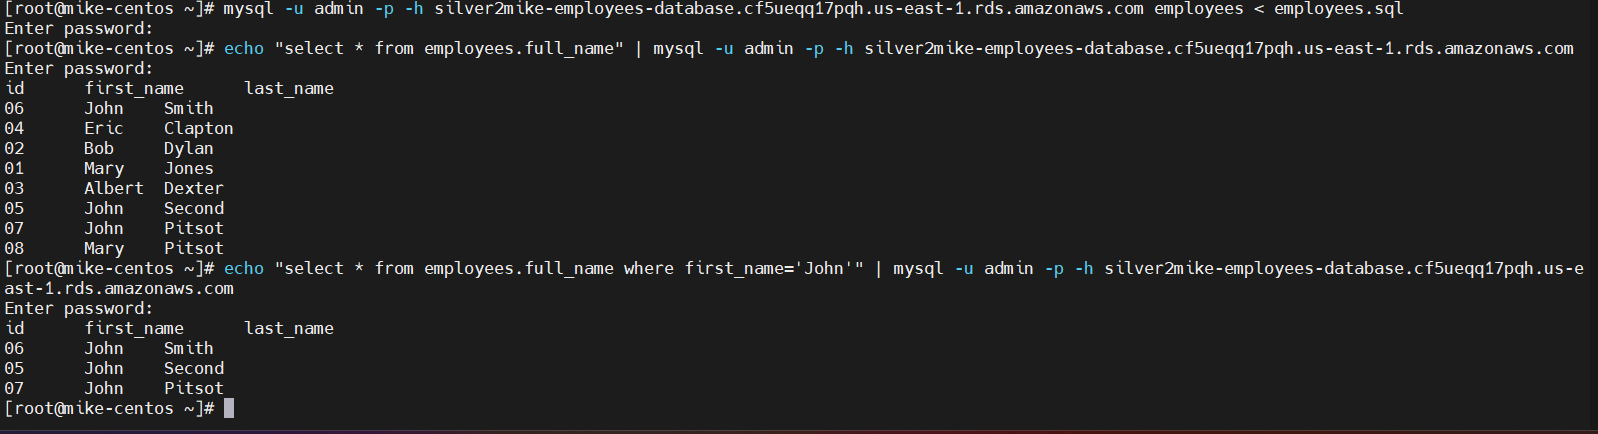 [root@mike-centos ~]# mysql -u admin -p -h silver2mike-employees-database.cf5ueqq17pqh.us-east-1.rds.amazonaws.com employees < employees.sql
Enter password:
[root@mike-centos ~]# echo "select * from employees.full_name" | mysql -u admin -p -h silver2mike-employees-database.cf5ueqq17pqh.us-east-1.rds.amazonaws.com
Enter password:
id      first_name      last_name
06      John    Smith
04      Eric    Clapton
02      Bob     Dylan
01      Mary    Jones
03      Albert  Dexter
05      John    Second
07      John    Pitsot
08      Mary    Pitsot
[root@mike-centos ~]# echo "select * from employees.full_name where first_name='John'" | mysql -u admin -p -h silver2mike-employees-database.cf5ueqq17pqh.us-e
ast-1.rds.amazonaws.com
Enter password:
id      first_name      last_name
06      John    Smith
05      John    Second
07      John    Pitsot
[root@mike-centos ~]#